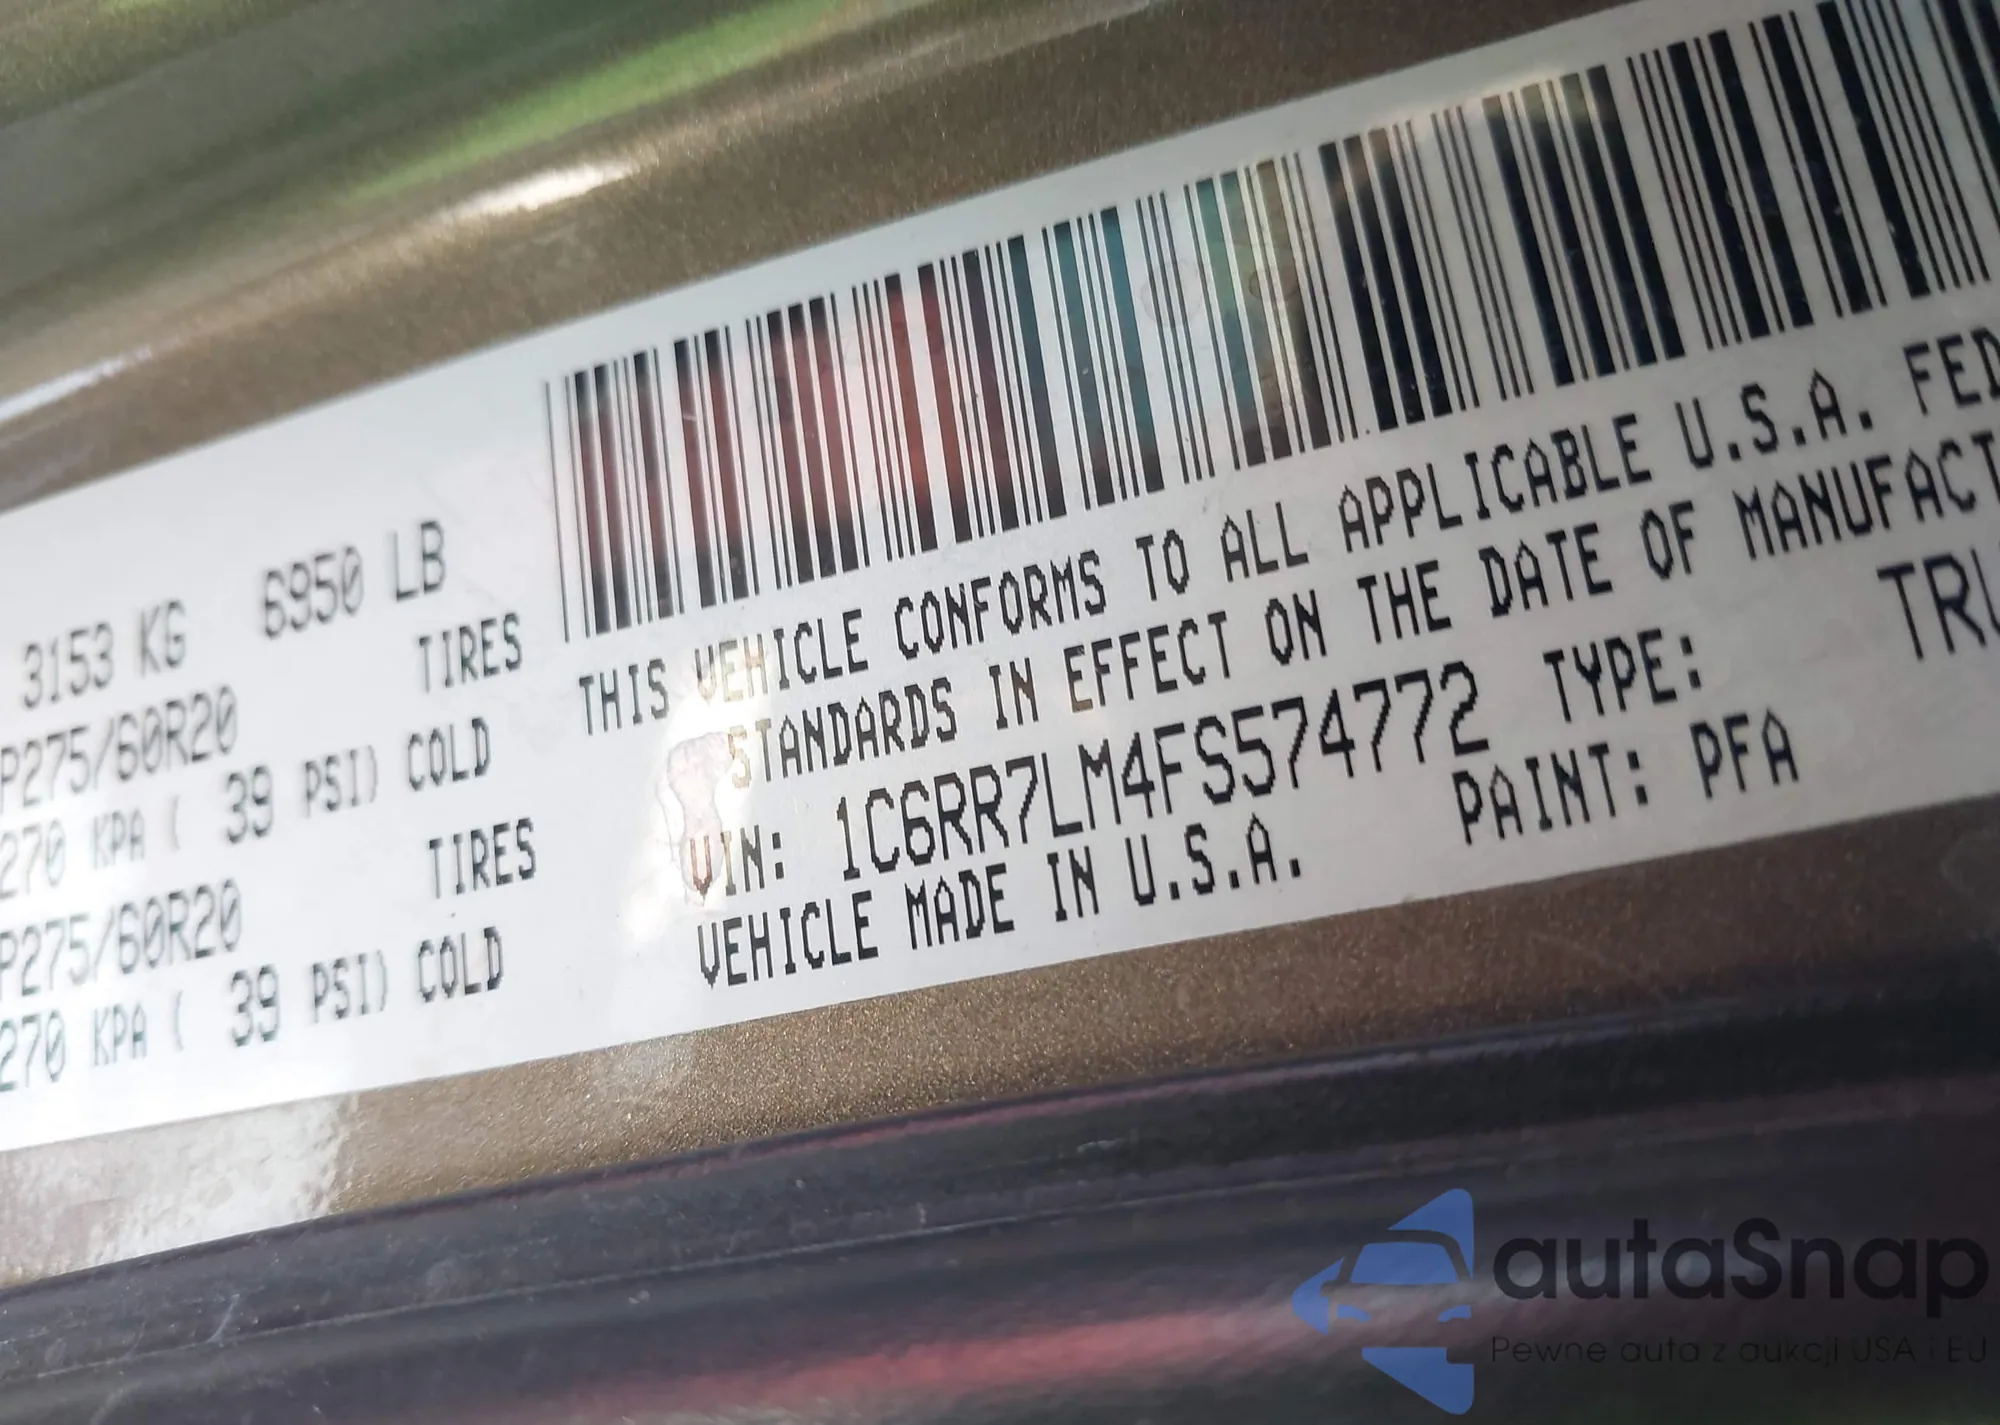 3153 KG 6950 LB
P275/60R20 TIRES
270 KPA ( 39 PSI) COLD
P275/60R20 TIRES
270 KPA ( 39 PSI) COLD
THIS VEHICLE CONFORMS TO ALL APPLICABLE U.S.A. FED
STANDARDS IN EFFECT ON THE DATE OF MANUFACT
VIN: 1C6RR7LM4FS574772 TYPE: TRU
VEHICLE MADE IN U.S.A. PAINT: PFA
autaSnap
Pewne auta z aukcji USA i EU